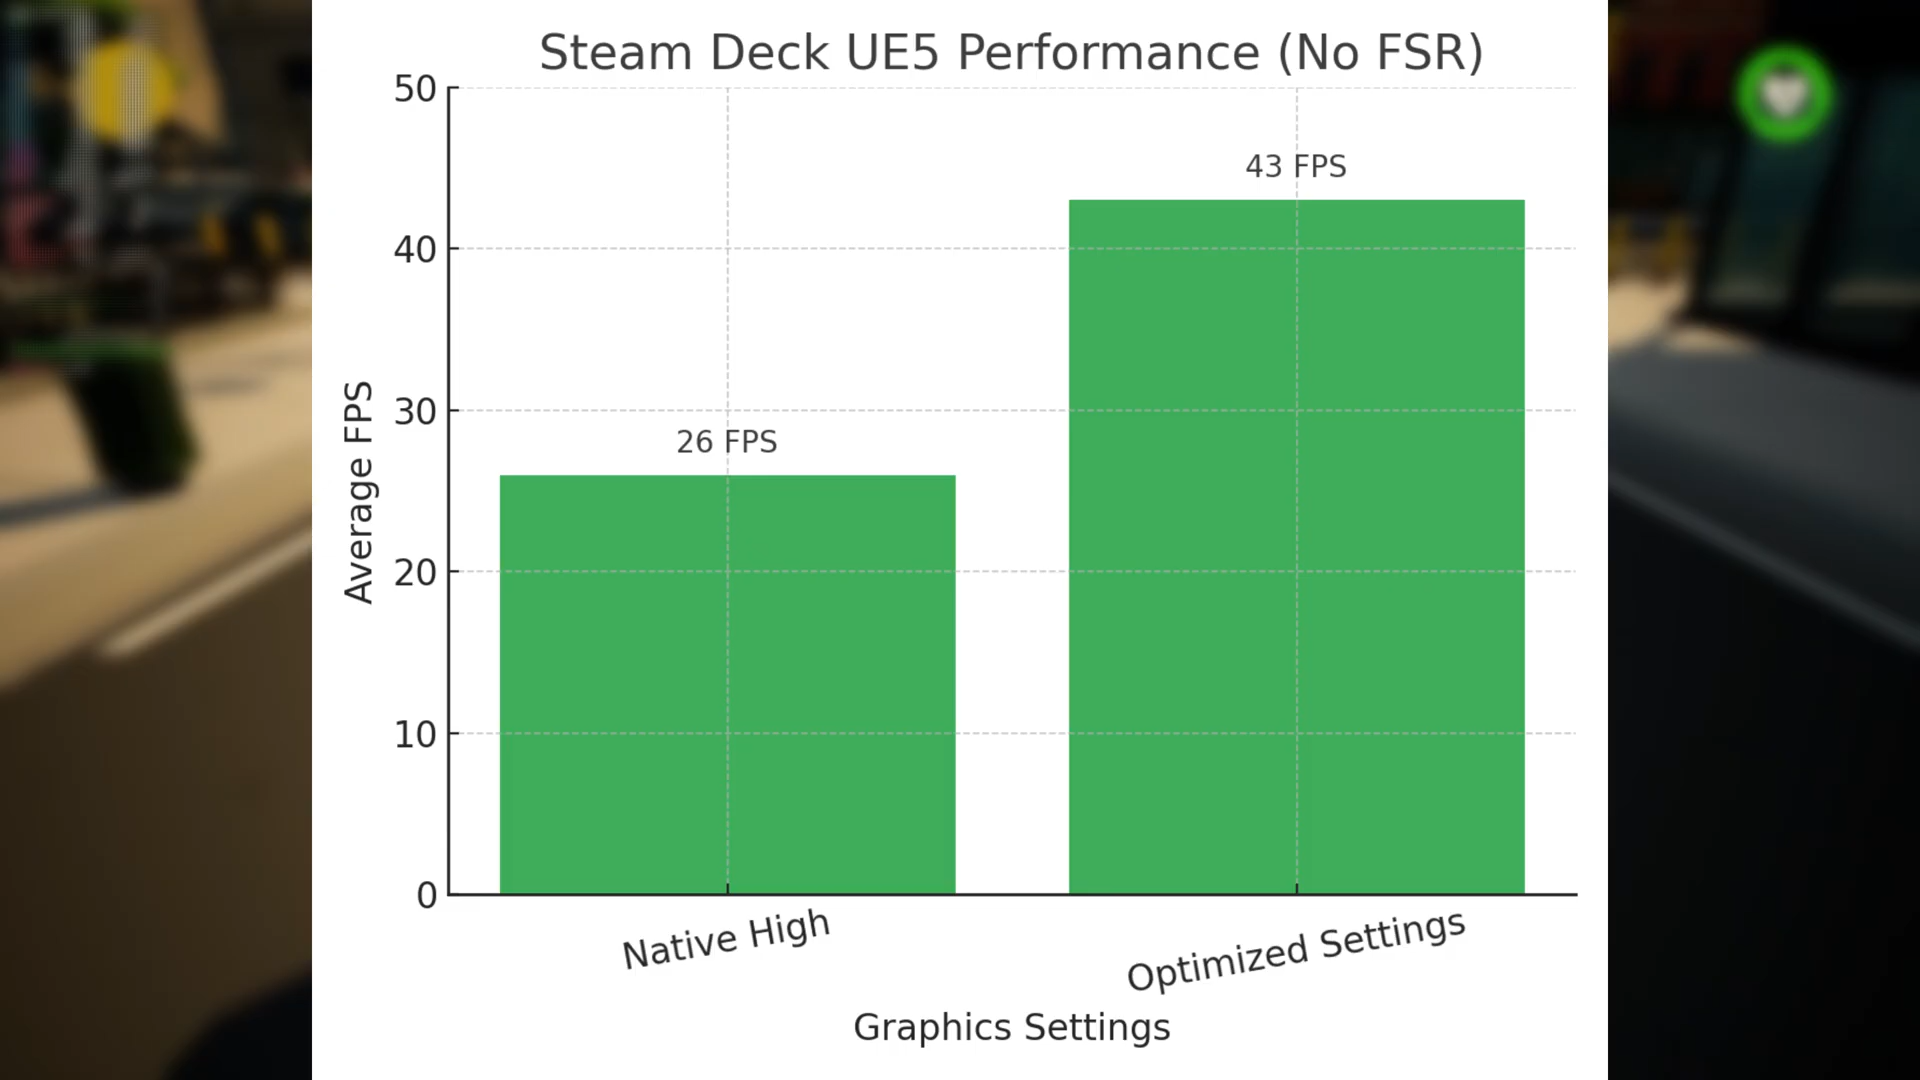 Steam Deck UE5 Performance (No FSR)
50
40
30
20
10
0
Average FPS
26 FPS
43 FPS
Native High
Optimized Settings
Graphics Settings